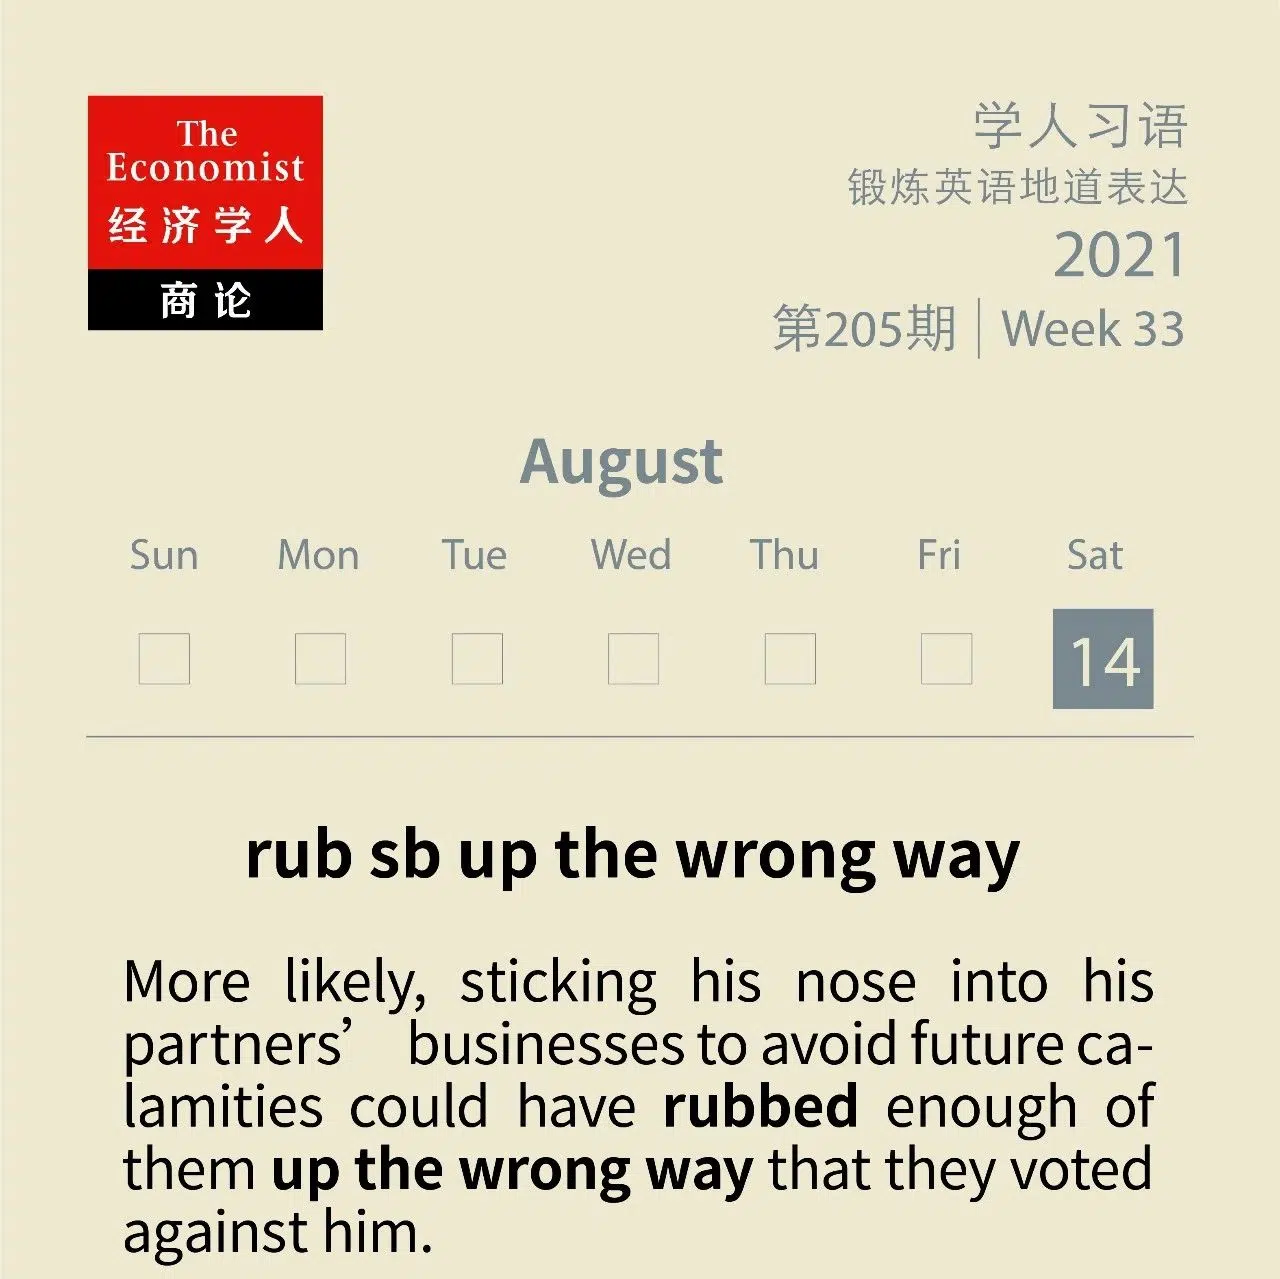 The
Economist
经济学人
商论
学人习语
锻炼英语地道表达
2021
第205期 | Week 33
August
Sun Mon Tue Wed Thu Fri Sat
14
rub sb up the wrong way
More likely, sticking his nose into his
partners’ businesses to avoid future ca-
lamities could have rubbed enough of
them up the wrong way that they voted
against him.